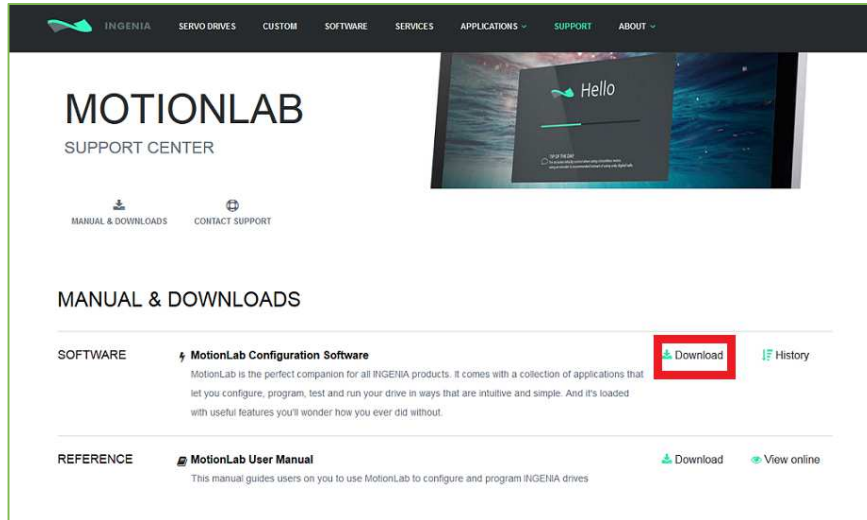 INGENIA SERVO DRIVES CUSTOM SOFTWARE SERVICES APPLICATIONS SUPPORT ABOUT
Hello
TIP OF THE DAY
MOTIONLAB
SUPPORT CENTER
MANUAL & DOWNLOADS CONTACT SUPPORT
MANUAL & DOWNLOADS
SOFTWARE MotionLab Configuration Software Download History
MotionLab is the perfect companion for all INGENIA products. It comes with a collection of applications that
let you configure, program, test and run your drive in ways that are intuitive and simple. And it's loaded
with useful features you'll wonder how you ever did without.
REFERENCE MotionLab User Manual Download View online
This manual guides users on you to use MotionLab to configure and program INGENIA drives